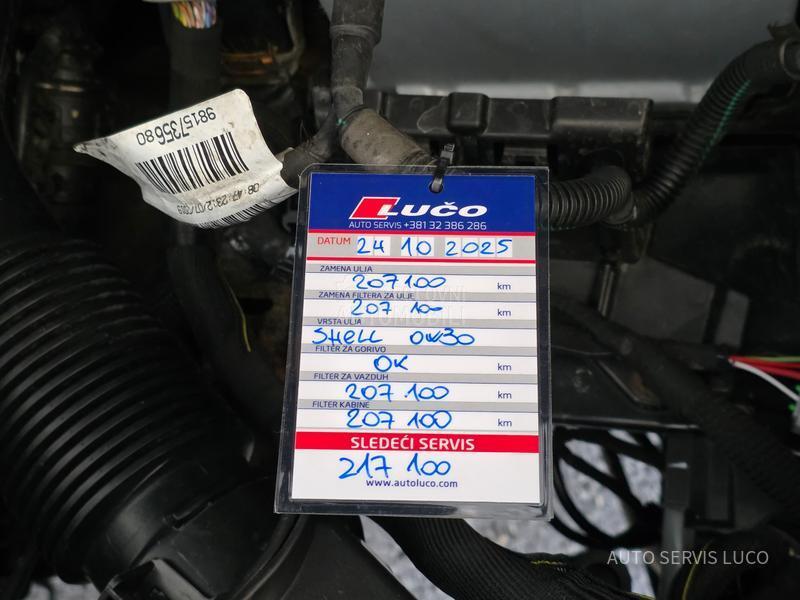 9815735680
LUČO
AUTO SERVIS +381 32 386 286
DATUM 24 10 2025
ZAMENA ULJA
207100 km
ZAMENA FILTERA ZA ULJE
207 100 km
VRSTA ULJA
SHELL 0W30
FILTER ZA GORIVO
OK km
FILTER ZA VAZDUH
207.100 km
FILTER KABINE
207 100 km
SLEDEĆI SERVIS
217 100
www.autoluco.com
AUTO SERVIS LUCO